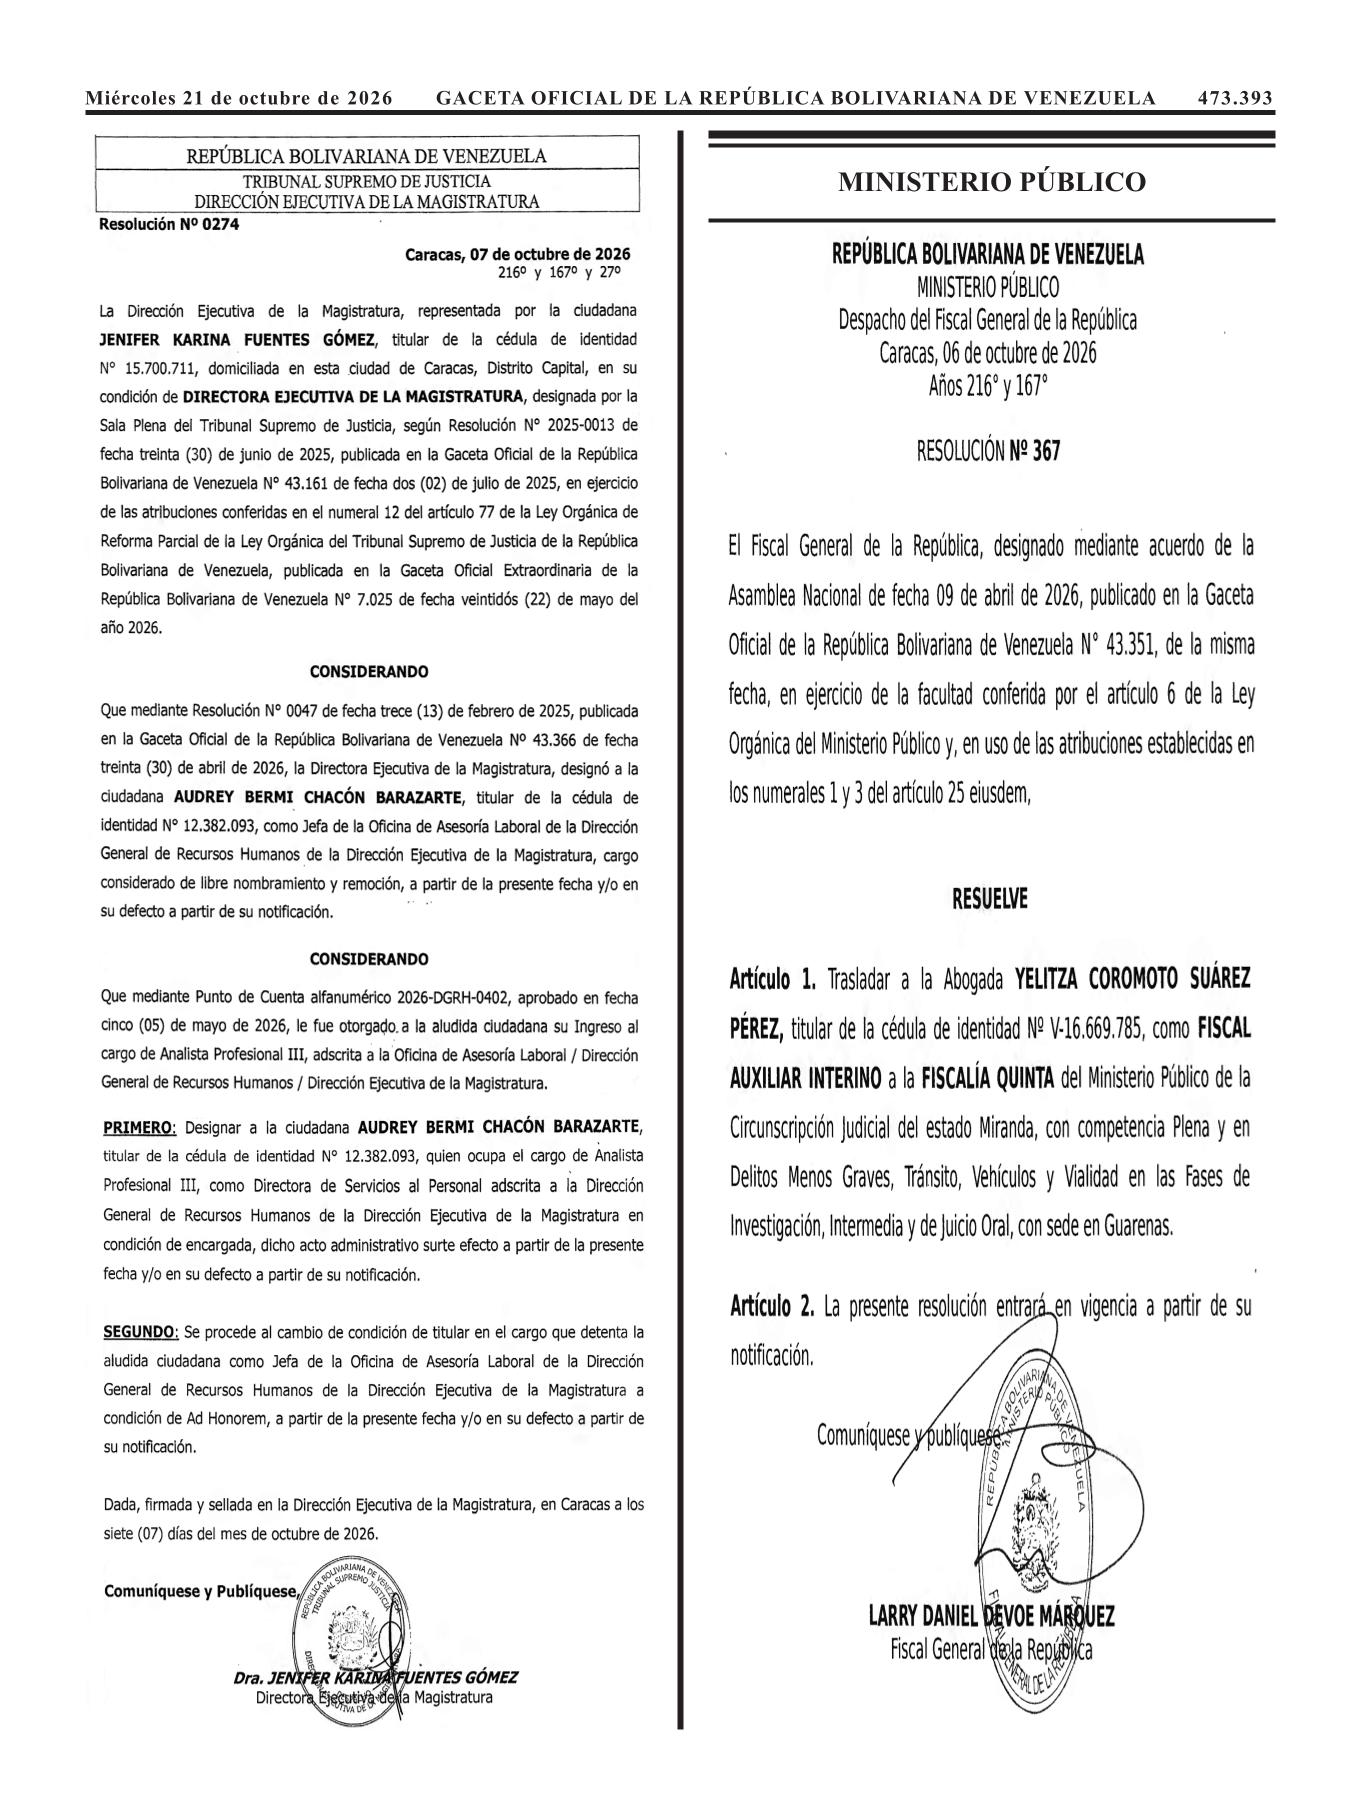 Miércoles 21 de octubre de 2026 GACETA OFICIAL DE LA REPÚBLICA BOLIVARIANA DE VENEZUELA 473.393
REPÚBLICA BOLIVARIANA DE VENEZUELA
TRIBUNAL SUPREMO DE JUSTICIA
DIRECCIÓN EJECUTIVA DE LA MAGISTRATURA
Resolución Nº 0274
Caracas, 07 de octubre de 2026
216º y 167º y 27º
La Dirección Ejecutiva de la Magistratura, representada por la ciudadana
JENIFER KARINA FUENTES GÓMEZ, titular de la cédula de identidad
N° 15.700.711, domiciliada en esta ciudad de Caracas, Distrito Capital, en su
condición de DIRECTORA EJECUTIVA DE LA MAGISTRATURA, designada por la
Sala Plena del Tribunal Supremo de Justicia, según Resolución N° 2025-0013 de
fecha treinta (30) de junio de 2025, publicada en la Gaceta Oficial de la República
Bolivariana de Venezuela N° 43.161 de fecha dos (02) de julio de 2025, en ejercicio
de las atribuciones conferidas en el numeral 12 del artículo 77 de la Ley Orgánica de
Reforma Parcial de la Ley Orgánica del Tribunal Supremo de Justicia de la República
Bolivariana de Venezuela, publicada en la Gaceta Oficial Extraordinaria de la
República Bolivariana de Venezuela N° 7.025 de fecha veintidós (22) de mayo del
año 2026.
CONSIDERANDO
Que mediante Resolución N° 0047 de fecha trece (13) de febrero de 2025, publicada
en la Gaceta Oficial de la República Bolivariana de Venezuela Nº 43.366 de fecha
treinta (30) de abril de 2026, la Directora Ejecutiva de la Magistratura, designó a la
ciudadana AUDREY BERMI CHACÓN BARAZARTE, titular de la cédula de
identidad N° 12.382.093, como Jefa de la Oficina de Asesoría Laboral de la Dirección
General de Recursos Humanos de la Dirección Ejecutiva de la Magistratura, cargo
considerado de libre nombramiento y remoción, a partir de la presente fecha y/o en
su defecto a partir de su notificación.
CONSIDERANDO
Que mediante Punto de Cuenta alfanumérico 2026-DGRH-0402, aprobado en fecha
cinco (05) de mayo de 2026, le fue otorgado a la aludida ciudadana su Ingreso al
cargo de Analista Profesional III, adscrita a la Oficina de Asesoría Laboral / Dirección
General de Recursos Humanos / Dirección Ejecutiva de la Magistratura.
PRIMERO: Designar a la ciudadana AUDREY BERMI CHACÓN BARAZARTE,
titular de la cédula de identidad N° 12.382.093, quien ocupa el cargo de Analista
Profesional III, como Directora de Servicios al Personal adscrita a la Dirección
General de Recursos Humanos de la Dirección Ejecutiva de la Magistratura en
condición de encargada, dicho acto administrativo surte efecto a partir de la presente
fecha y/o en su defecto a partir de su notificación.
SEGUNDO: Se procede al cambio de condición de titular en el cargo que detenta la
aludida ciudadana como Jefa de la Oficina de Asesoría Laboral de la Dirección
General de Recursos Humanos de la Dirección Ejecutiva de la Magistratura a
condición de Ad Honorem, a partir de la presente fecha y/o en su defecto a partir de
su notificación.
Dada, firmada y sellada en la Dirección Ejecutiva de la Magistratura, en Caracas a los
siete (07) días del mes de octubre de 2026.
Comuníquese y Publíquese,
REPÚBLICA BOLIVARIANA DE VENEZUELA
TRIBUNAL SUPREMO JUSTICIA
Dra. JENIFER KARINA FUENTES GÓMEZ
Directora Ejecutiva de la Magistratura
MINISTERIO PÚBLICO
REPÚBLICA BOLIVARIANA DE VENEZUELA
MINISTERIO PÚBLICO
Despacho del Fiscal General de la República
Caracas, 06 de octubre de 2026
Años 216° y 167°
RESOLUCIÓN Nº 367
El Fiscal General de la República, designado mediante acuerdo de la
Asamblea Nacional de fecha 09 de abril de 2026, publicado en la Gaceta
Oficial de la República Bolivariana de Venezuela N° 43.351, de la misma
fecha, en ejercicio de la facultad conferida por el artículo 6 de la Ley
Orgánica del Ministerio Público y, en uso de las atribuciones establecidas en
los numerales 1 y 3 del artículo 25 eiusdem,
RESUELVE
Artículo 1. Trasladar a la Abogada YELITZA COROMOTO SUÁREZ
PÉREZ, titular de la cédula de identidad Nº V-16.669.785, como FISCAL
AUXILIAR INTERINO a la FISCALÍA QUINTA del Ministerio Público de la
Circunscripción Judicial del estado Miranda, con competencia Plena y en
Delitos Menos Graves, Tránsito, Vehículos y Vialidad en las Fases de
Investigación, Intermedia y de Juicio Oral, con sede en Guarenas.
Artículo 2. La presente resolución entrará en vigencia a partir de su
notificación.
Comuníquese y publíquese
REPÚBLICA BOLIVARIANA DE VENEZUELA
MINISTERIO PÚBLICO
LARRY DANIEL DEVOE MÁRQUEZ
Fiscal General de la República
FISCAL GENERAL DE LA REPÚBLICA